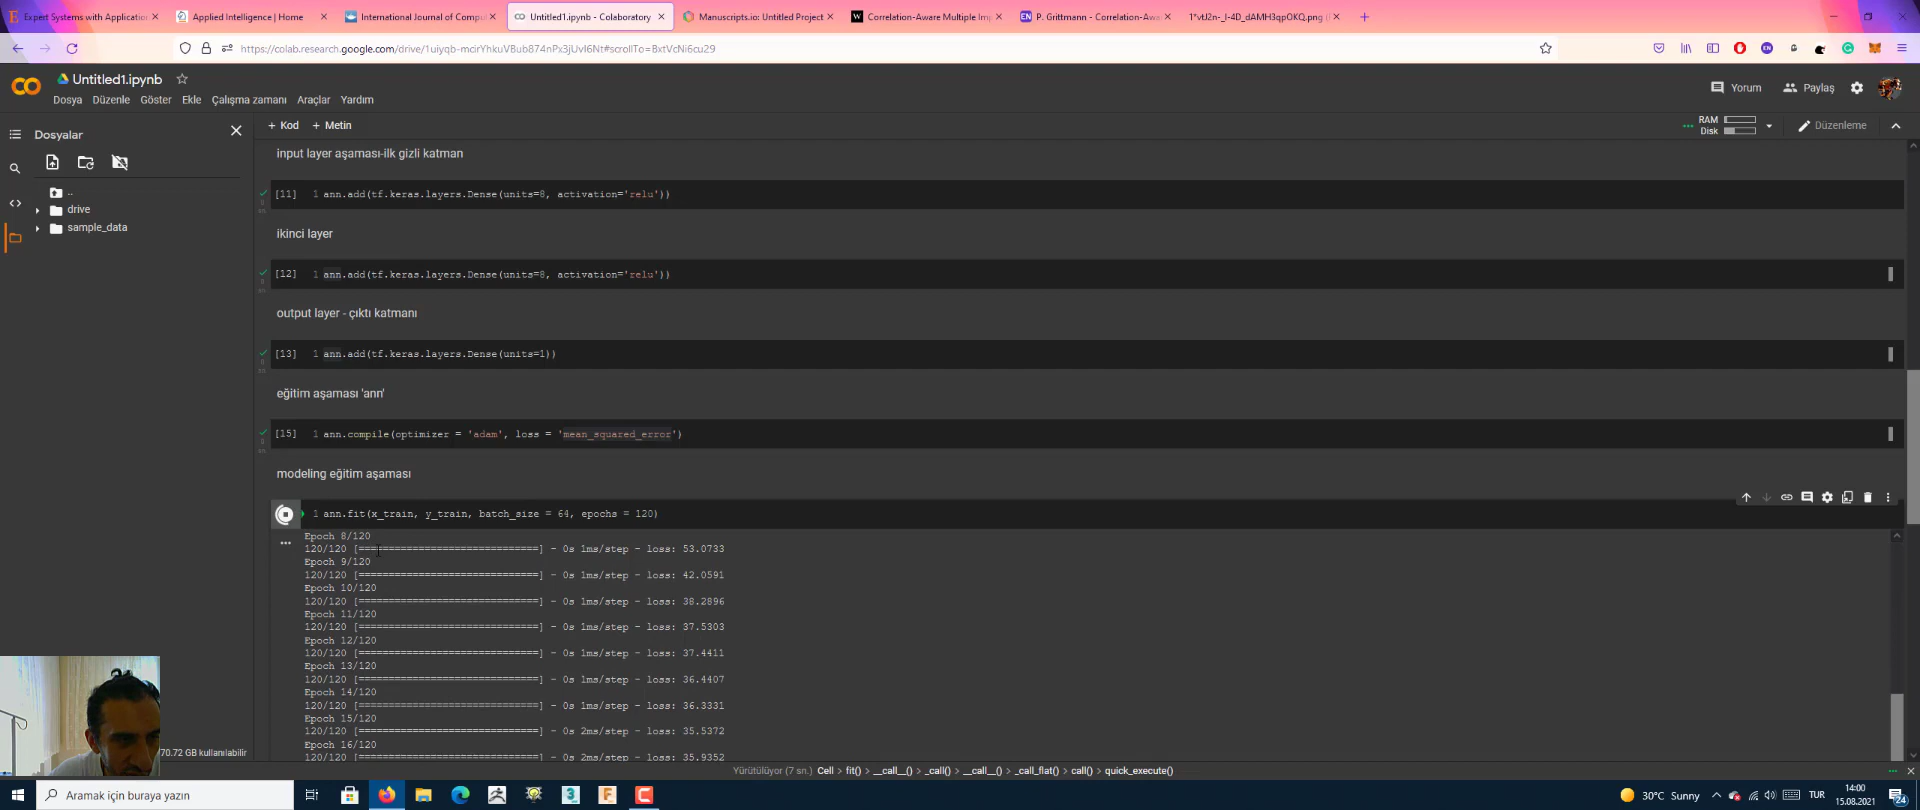 Expert Systems with Application
Applied Intelligence | Home
International Journal of Comput
Untitled1.ipynb - Colaboratory
Manuscripts.io: Untitled Project
Correlation-Aware Multiple Imp
P. Grittmann - Correlation-Aw
https://colab.research.google.com/drive/1uiyqb-mcirYhkuVBub874nPx3jUvI6Nt#scrollTo=BxtVcNi6cu29
Untitled1.ipynb
Yorum
Paylaş
Dosya Düzenle Göster Ekle Çalışma zamanı Araçlar Yardım
+ Kod + Metin
RAM
Disk
Düzenleme
Dosyalar
..
drive
sample_data
input layer aşaması-ilk gizli katman
[11] 1 ann.add(tf.keras.layers.Dense(units=8, activation='relu'))
ikinci layer
[12] 1 ann.add(tf.keras.layers.Dense(units=8, activation='relu'))
output layer - çıktı katmanı
[13] 1 ann.add(tf.keras.layers.Dense(units=1))
eğitim aşaması 'ann'
[15] 1 ann.compile(optimizer = 'adam', loss = 'mean_squared_error')
modeling eğitim aşaması
1 ann.fit(x_train, y_train, batch_size = 64, epochs = 120)
Epoch 8/120
120/120 [==============================] - 0s 1ms/step - loss: 53.0733
Epoch 9/120
120/120 [==============================] - 0s 1ms/step - loss: 42.0591
Epoch 10/120
120/120 [==============================] - 0s 1ms/step - loss: 38.2896
Epoch 11/120
120/120 [==============================] - 0s 1ms/step - loss: 37.5303
Epoch 12/120
120/120 [==============================] - 0s 1ms/step - loss: 37.4411
Epoch 13/120
120/120 [==============================] - 0s 1ms/step - loss: 36.4407
Epoch 14/120
120/120 [==============================] - 0s 1ms/step - loss: 36.3331
Epoch 15/120
120/120 [==============================] - 0s 2ms/step - loss: 35.5372
Epoch 16/120
120/120 [==============================] - 0s 2ms/step - loss: 35.9352
70.72 GB kullanılabilir
Yürütülüyor (7 sn.) Cell > fit() > __call__() > _call() > __call__() > _call_flat() > call() > quick_execute()
Aramak için buraya yazın
30°C Sunny
TUR
14:00
15.08.2021
24